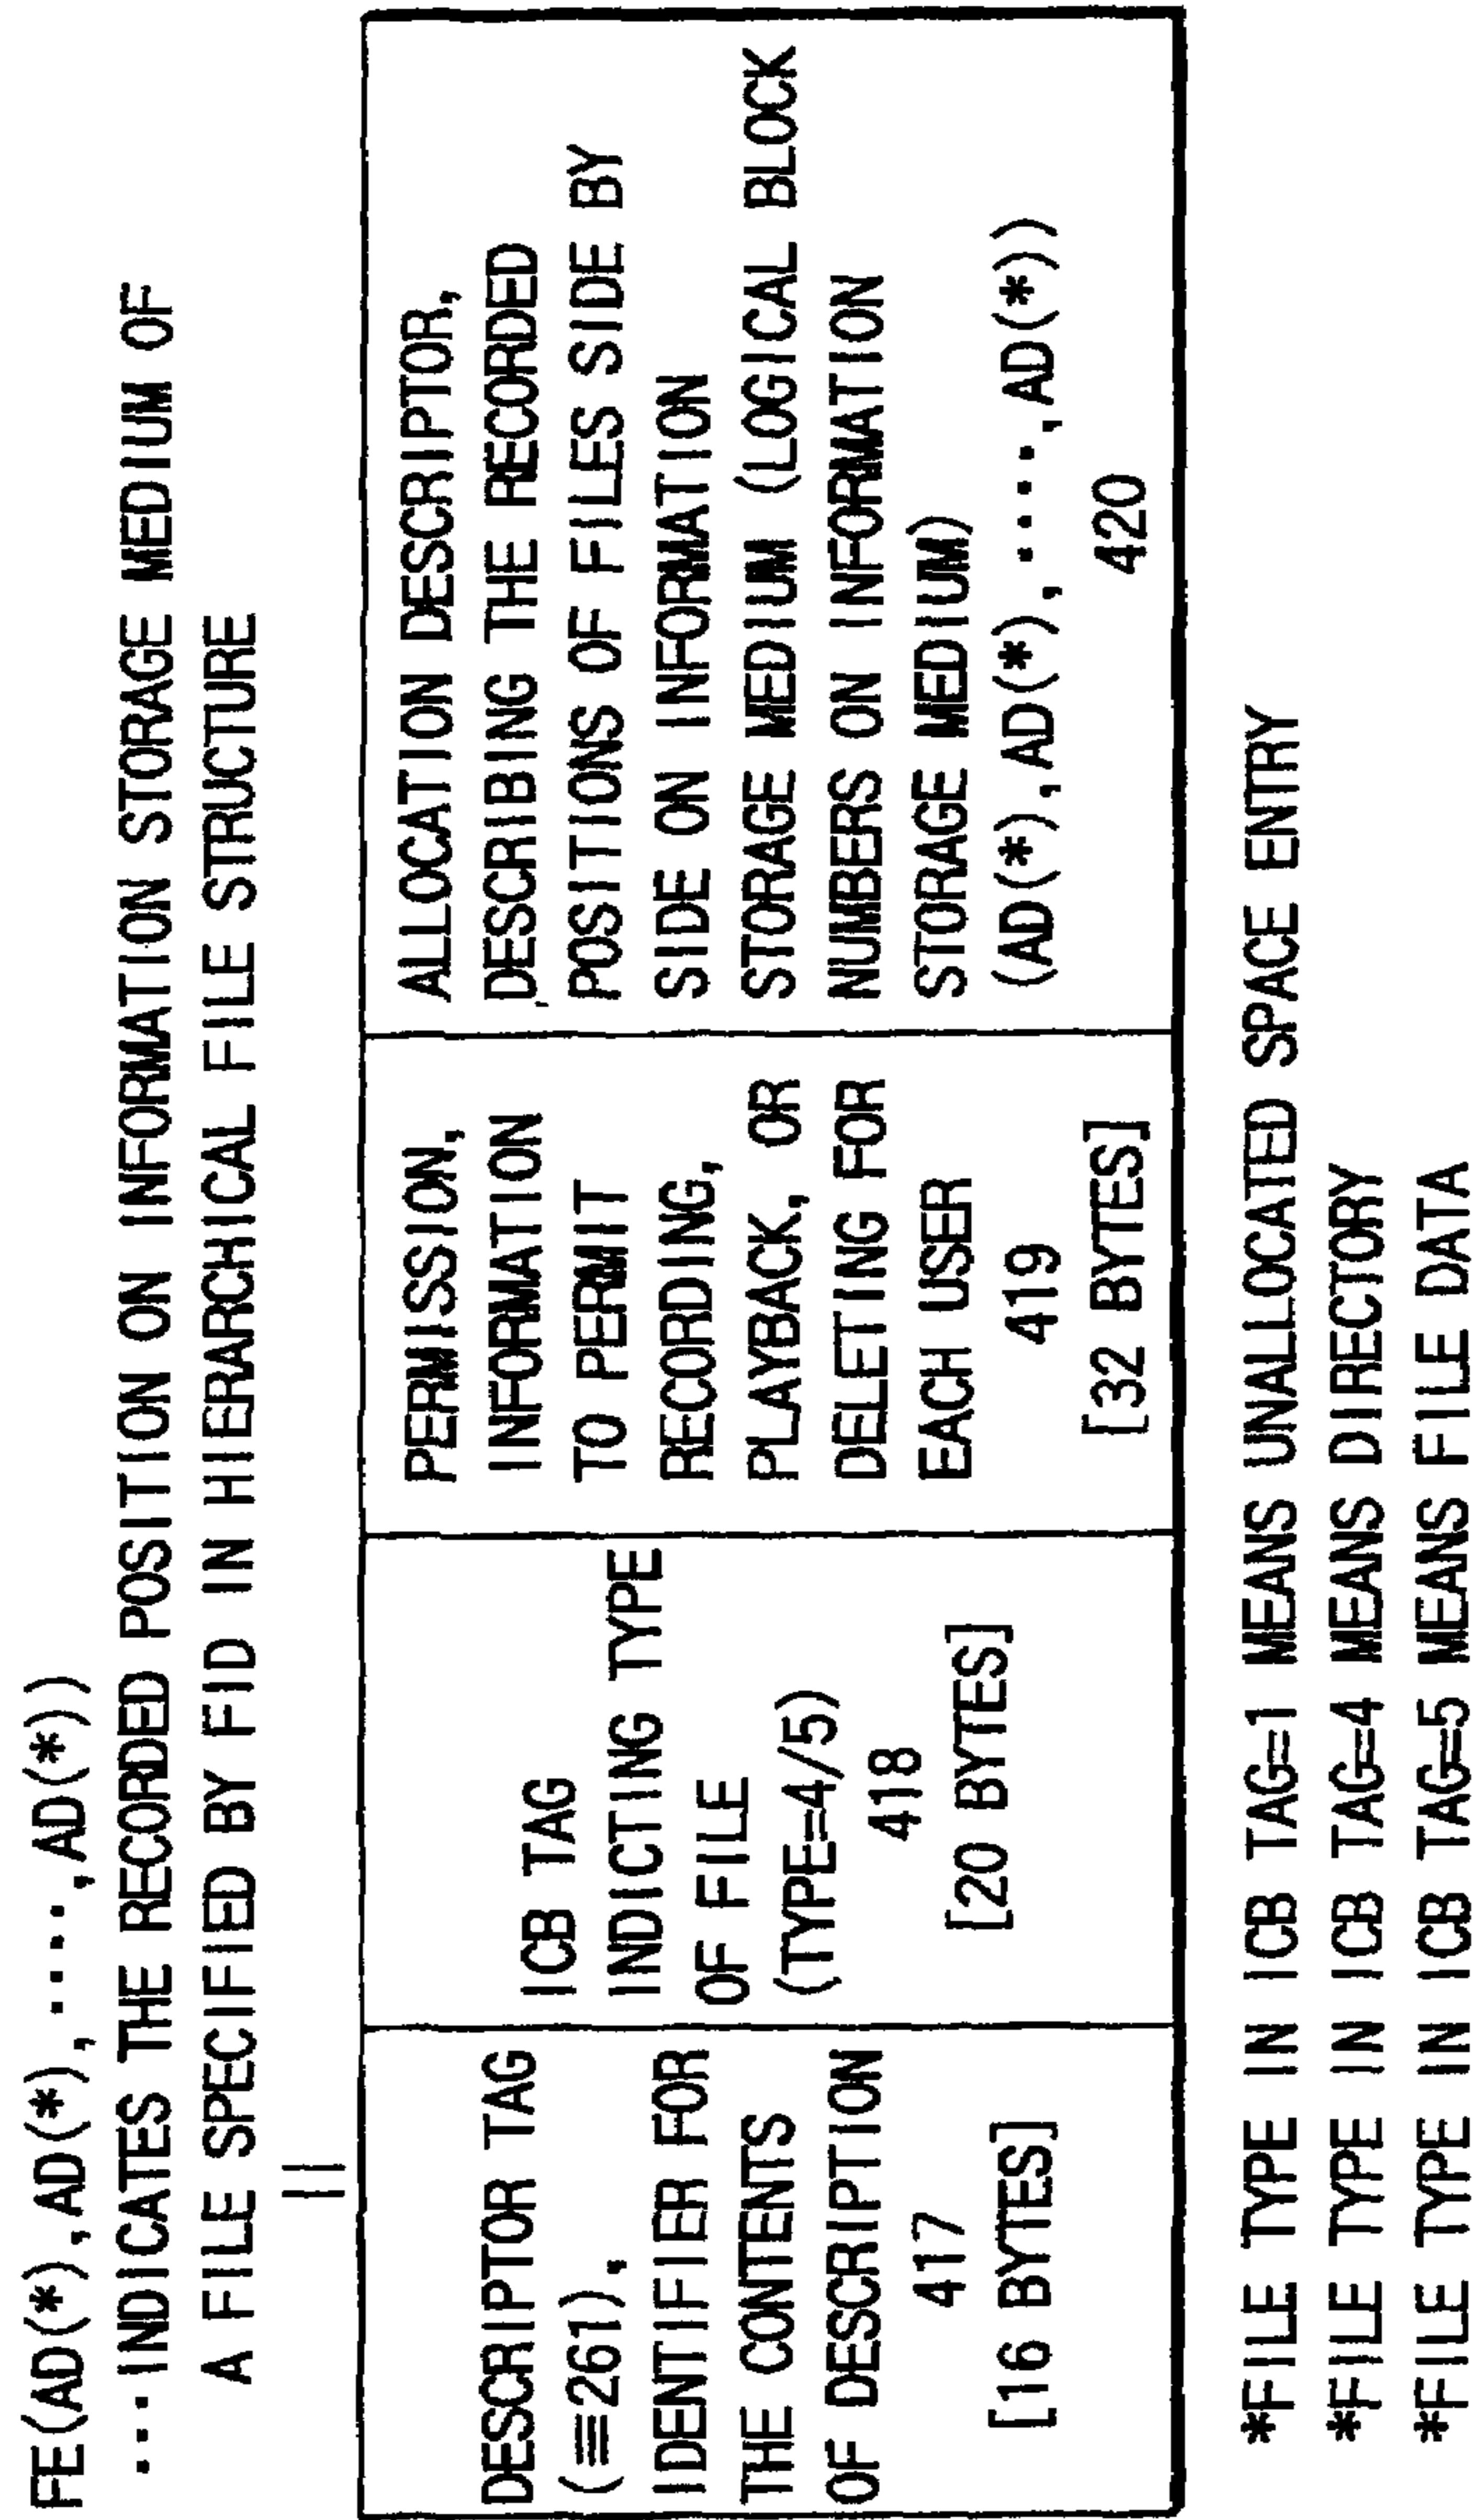 FE(AD(*),AD(*),....,AD(*))
... INDICATES THE RECORDED POSITION ON INFORMATION STORAGE MEDIUM OF
A FILE SPECIFIED BY FID IN HIERARCHICAL FILE STRUCTURE
||
DESCRIPTOR TAG
(≡261),
IDENTIFIER FOR
THE CONTENTS
OF DESCRIPTION
417
[16 BYTES]
ICB TAG
INDICTING TYPE
OF FILE
(TYPE=4/5)
418
[20 BYTES]
PERMISSION,
INFORMATION
TO PERMIT
RECORDING,
PLAYBACK, OR
DELETING FOR
EACH USER
419
[32 BYTES]
ALLOCATION DESCRIPTOR,
DESCRIBING THE RECORDED
POSITIONS OF FILES SIDE BY
SIDE ON INFORMATION
STORAGE MEDIUM (LOGICAL BLOCK
NUMBERS ON INFORMATION
STORAGE MEDIUM)
(AD(*),AD(*),....,AD(*))
420
*FILE TYPE IN ICB TAG=1 MEANS UNALLOCATED SPACE ENTRY
*FILE TYPE IN ICB TAG=4 MEANS DIRECTORY
*FILE TYPE IN ICB TAG=5 MEANS FILE DATA